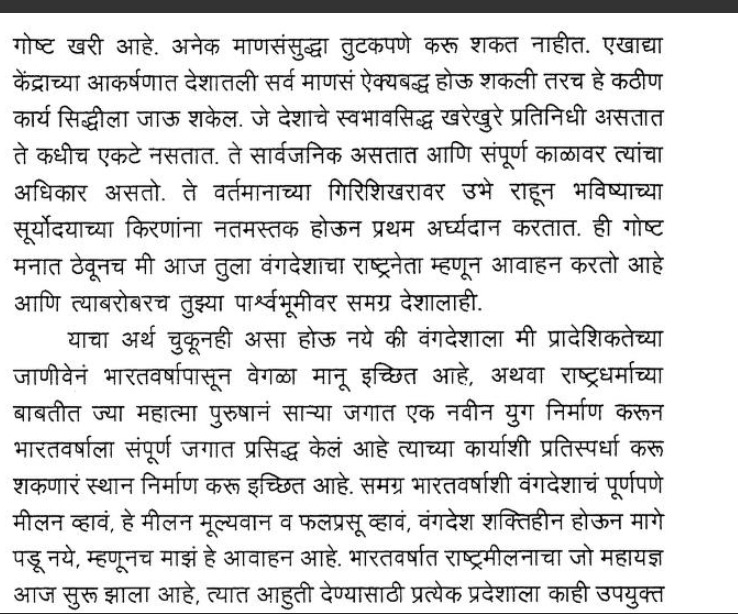 गोष्ट खरी आहे. अनेक माणसंसुद्धा तुटकपणे करू शकत नाहीत. एखाद्या
केंद्राच्या आकर्षणात देशातली सर्व माणसं ऐक्यबद्ध होऊ शकली तरच हे कठीण
कार्य सिद्धीला जाऊ शकेल. जे देशाचे स्वभावसिद्ध खरेखुरे प्रतिनिधी असतात
ते कधीच एकटे नसतात. ते सार्वजनिक असतात आणि संपूर्ण काळावर त्यांचा
अधिकार असतो. ते वर्तमानाच्या गिरिशिखरावर उभे राहून भविष्याच्या
सूर्योदयाच्या किरणांना नतमस्तक होऊन प्रथम अर्घ्यदान करतात. ही गोष्ट
मनात ठेवूनच मी आज तुला वंगदेशाचा राष्ट्रनेता म्हणून आवाहन करतो आहे
आणि त्याबरोबरच तुझ्या पार्श्वभूमीवर समग्र देशालाही.
याचा अर्थ चुकूनही असा होऊ नये की वंगदेशाला मी प्रादेशिकतेच्या
जाणीवेनं भारतवर्षापासून वेगळा मानू इच्छित आहे, अथवा राष्ट्रधर्माच्या
बाबतीत ज्या महात्मा पुरुषानं साऱ्या जगात एक नवीन युग निर्माण करून
भारतवर्षाला संपूर्ण जगात प्रसिद्ध केलं आहे त्याच्या कार्याशी प्रतिस्पर्धा करू
शकणारं स्थान निर्माण करू इच्छित आहे. समग्र भारतवर्षाशी वंगदेशाचं पूर्णपणे
मीलन व्हावं, हे मीलन मूल्यवान व फलप्रसू व्हावं, वंगदेश शक्तिहीन होऊन मागे
पडू नये, म्हणूनच माझं हे आवाहन आहे. भारतवर्षात राष्ट्रमीलनाचा जो महायज्ञ
आज सुरू झाला आहे, त्यात आहुती देण्यासाठी प्रत्येक प्रदेशाला काही उपयुक्त